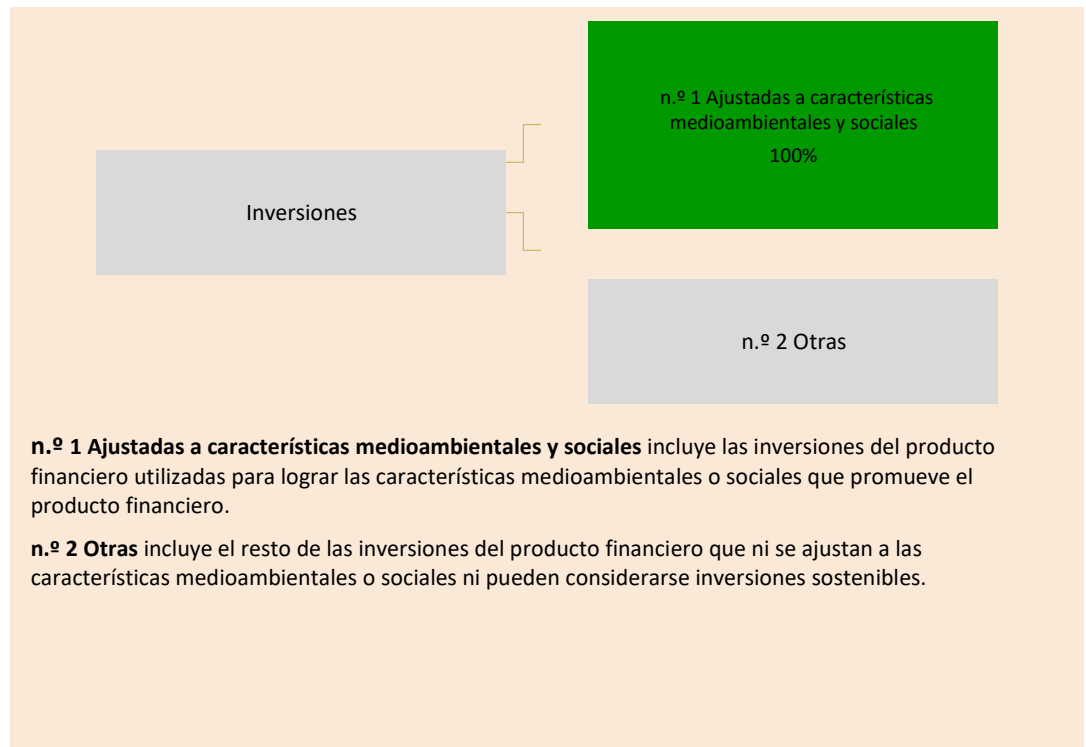 n.º 1 Ajustadas a características
medioambientales y sociales
100%
Inversiones
n.º 2 Otras
n.º 1 Ajustadas a características medioambientales y sociales incluye las inversiones del producto
financiero utilizadas para lograr las características medioambientales o sociales que promueve el
producto financiero.
n.º 2 Otras incluye el resto de las inversiones del producto financiero que ni se ajustan a las
características medioambientales o sociales ni pueden considerarse inversiones sostenibles.